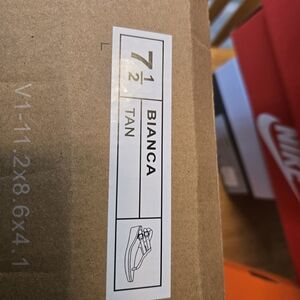 7 1/2
BIANCA
TAN
V1-11.2x8.6x4.1
NIKE